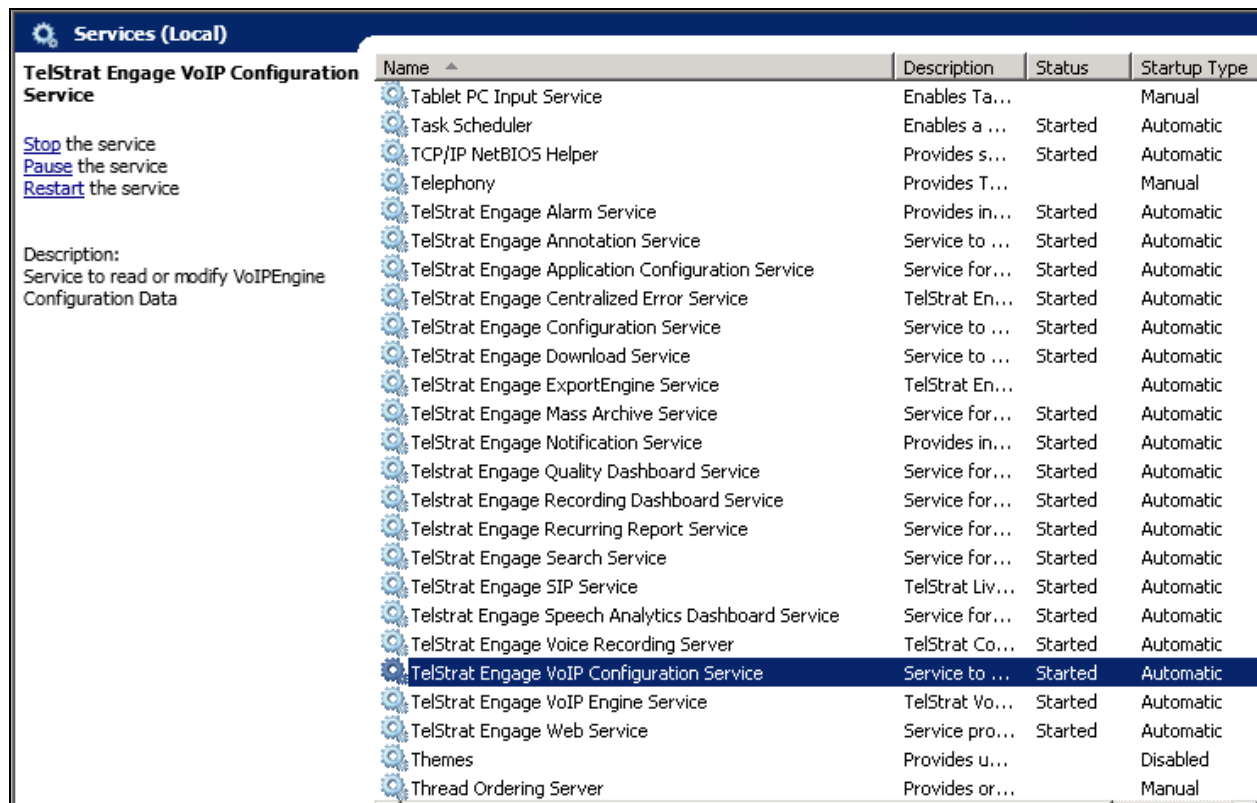 Services (Local)
TelStrat Engage VoIP Configuration
Service
Stop the service
Pause the service
Restart the service
Description:
Service to read or modify VoIPEngine
Configuration Data
Name Description Status Startup Type
Tablet PC Input Service Enables Ta... Manual
Task Scheduler Enables a ... Started Automatic
TCP/IP NetBIOS Helper Provides s... Started Automatic
Telephony Provides T... Manual
TelStrat Engage Alarm Service Provides in... Started Automatic
TelStrat Engage Annotation Service Service to ... Started Automatic
TelStrat Engage Application Configuration Service Service for... Started Automatic
TelStrat Engage Centralized Error Service TelStrat En... Started Automatic
TelStrat Engage Configuration Service Service to ... Started Automatic
TelStrat Engage Download Service Service to ... Started Automatic
TelStrat Engage ExportEngine Service TelStrat En... Automatic
TelStrat Engage Mass Archive Service Service for... Started Automatic
TelStrat Engage Notification Service Provides in... Started Automatic
Telstrat Engage Quality Dashboard Service Service for... Started Automatic
Telstrat Engage Recording Dashboard Service Service for... Started Automatic
Telstrat Engage Recurring Report Service Service for... Started Automatic
TelStrat Engage Search Service Service for... Started Automatic
TelStrat Engage SIP Service TelStrat Liv... Started Automatic
Telstrat Engage Speech Analytics Dashboard Service Service for... Started Automatic
TelStrat Engage Voice Recording Server TelStrat Co... Started Automatic
TelStrat Engage VoIP Configuration Service Service to ... Started Automatic
TelStrat Engage VoIP Engine Service TelStrat Vo... Started Automatic
TelStrat Engage Web Service Service pro... Started Automatic
Themes Provides u... Disabled
Thread Ordering Server Provides or... Manual